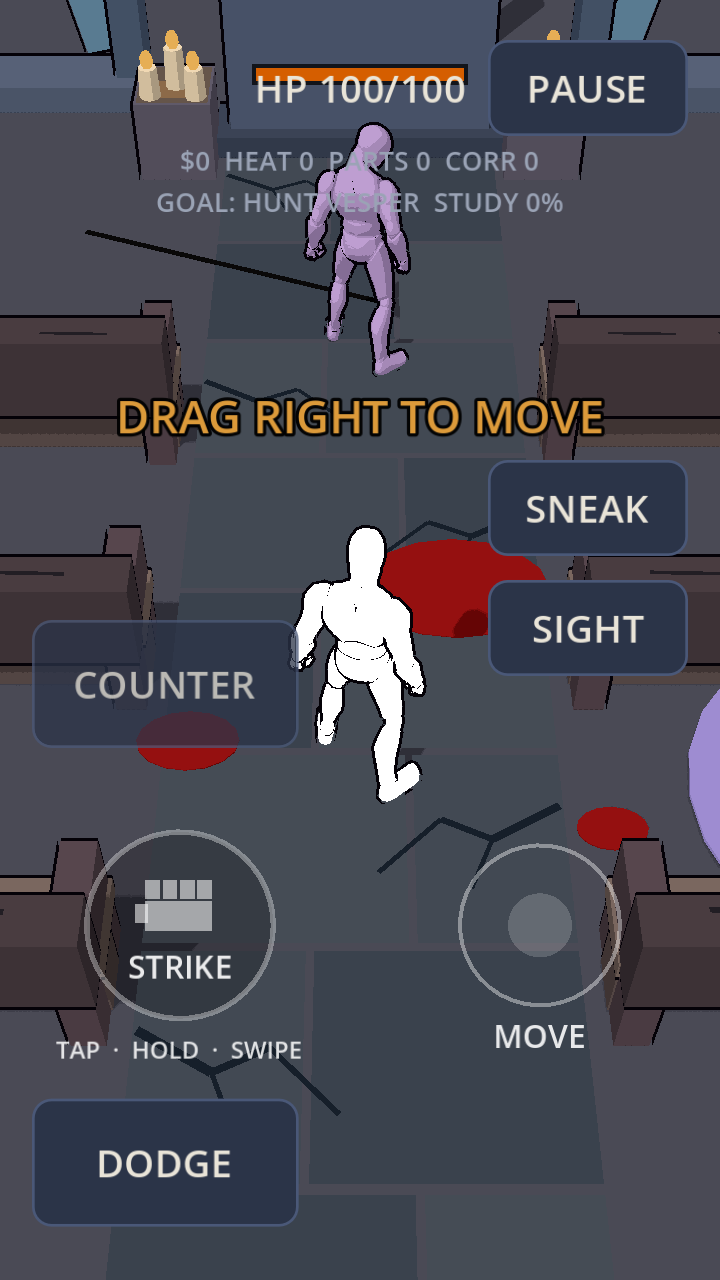 HP 100/100
PAUSE
$0 HEAT 0 PARTS 0 CORR 0
GOAL: HUNT VESPER STUDY 0%
DRAG RIGHT TO MOVE
SNEAK
SIGHT
COUNTER
STRIKE
MOVE
TAP · HOLD · SWIPE
DODGE